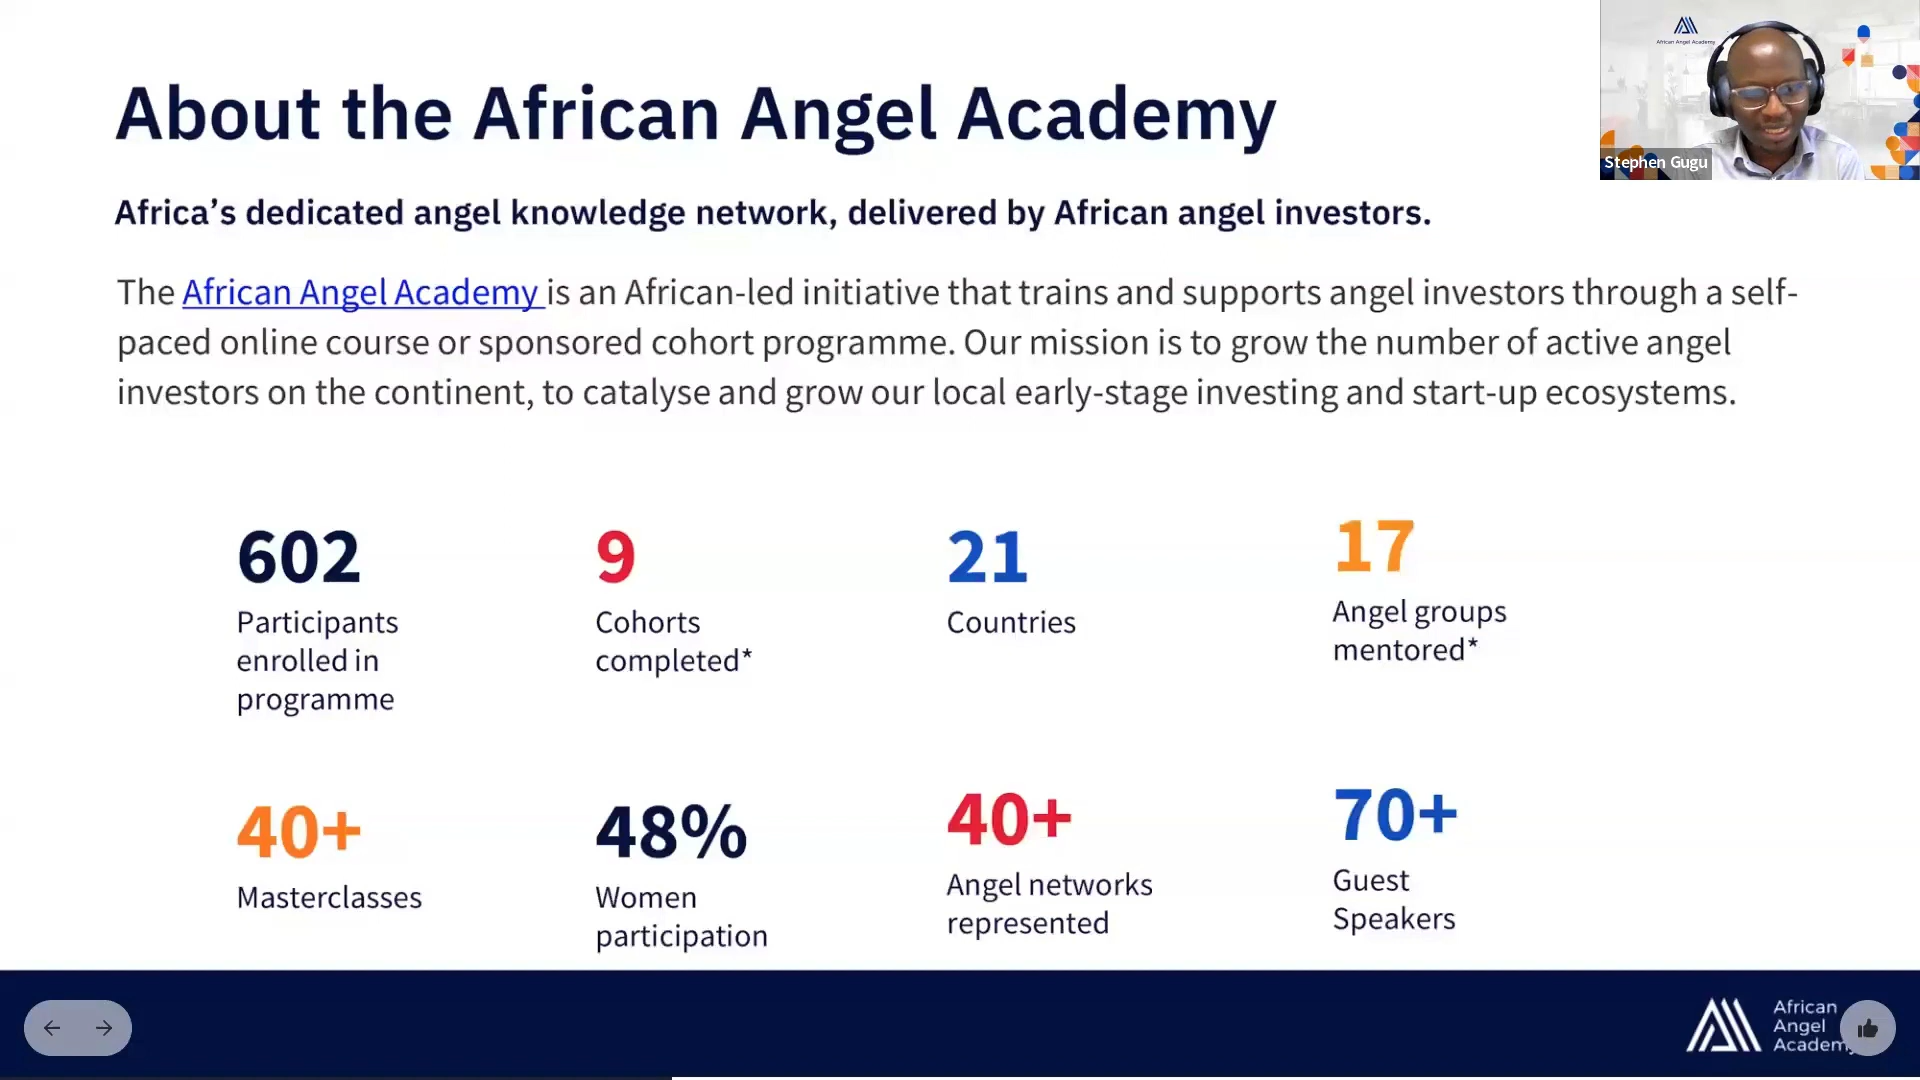 About the African Angel Academy
African Angel Academy
Stephen Gugu
Africa’s dedicated angel knowledge network, delivered by African angel investors.
The African Angel Academy is an African-led initiative that trains and supports angel investors through a self-
paced online course or sponsored cohort programme. Our mission is to grow the number of active angel
investors on the continent, to catalyse and grow our local early-stage investing and start-up ecosystems.
602
Participants
enrolled in
programme
9
Cohorts
completed*
21
Countries
17
Angel groups
mentored*
40+
Masterclasses
48%
Women
participation
40+
Angel networks
represented
70+
Guest
Speakers
African
Angel
Academy